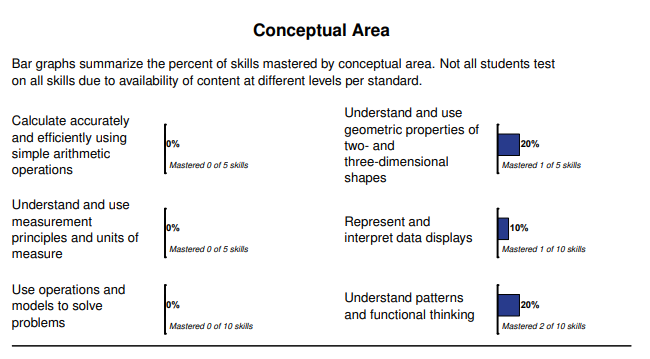 Conceptual Area
Bar graphs summarize the percent of skills mastered by conceptual area. Not all students test
on all skills due to availability of content at different levels per standard.
Calculate accurately
and efficiently using
simple arithmetic
operations
0%
Mastered 0 of 5 skills
Understand and use
geometric properties of
two- and
three-dimensional
shapes
20%
Mastered 1 of 5 skills
Understand and use
measurement
principles and units of
measure
0%
Mastered 0 of 5 skills
Represent and
interpret data displays
10%
Mastered 1 of 10 skills
Use operations and
models to solve
problems
0%
Mastered 0 of 10 skills
Understand patterns
and functional thinking
20%
Mastered 2 of 10 skills